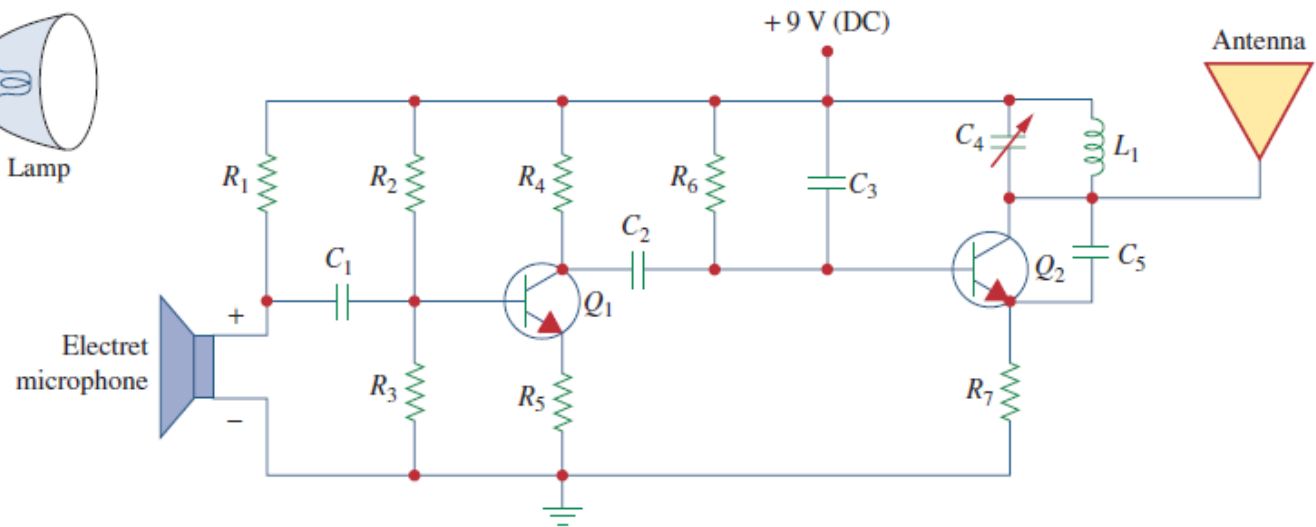 + 9 V (DC)
Antenna
Lamp
R1
R2
R4
R6
C3
C4
L1
C1
C2
Q1
Q2
C5
+
Electret
microphone
–
R3
R5
R7